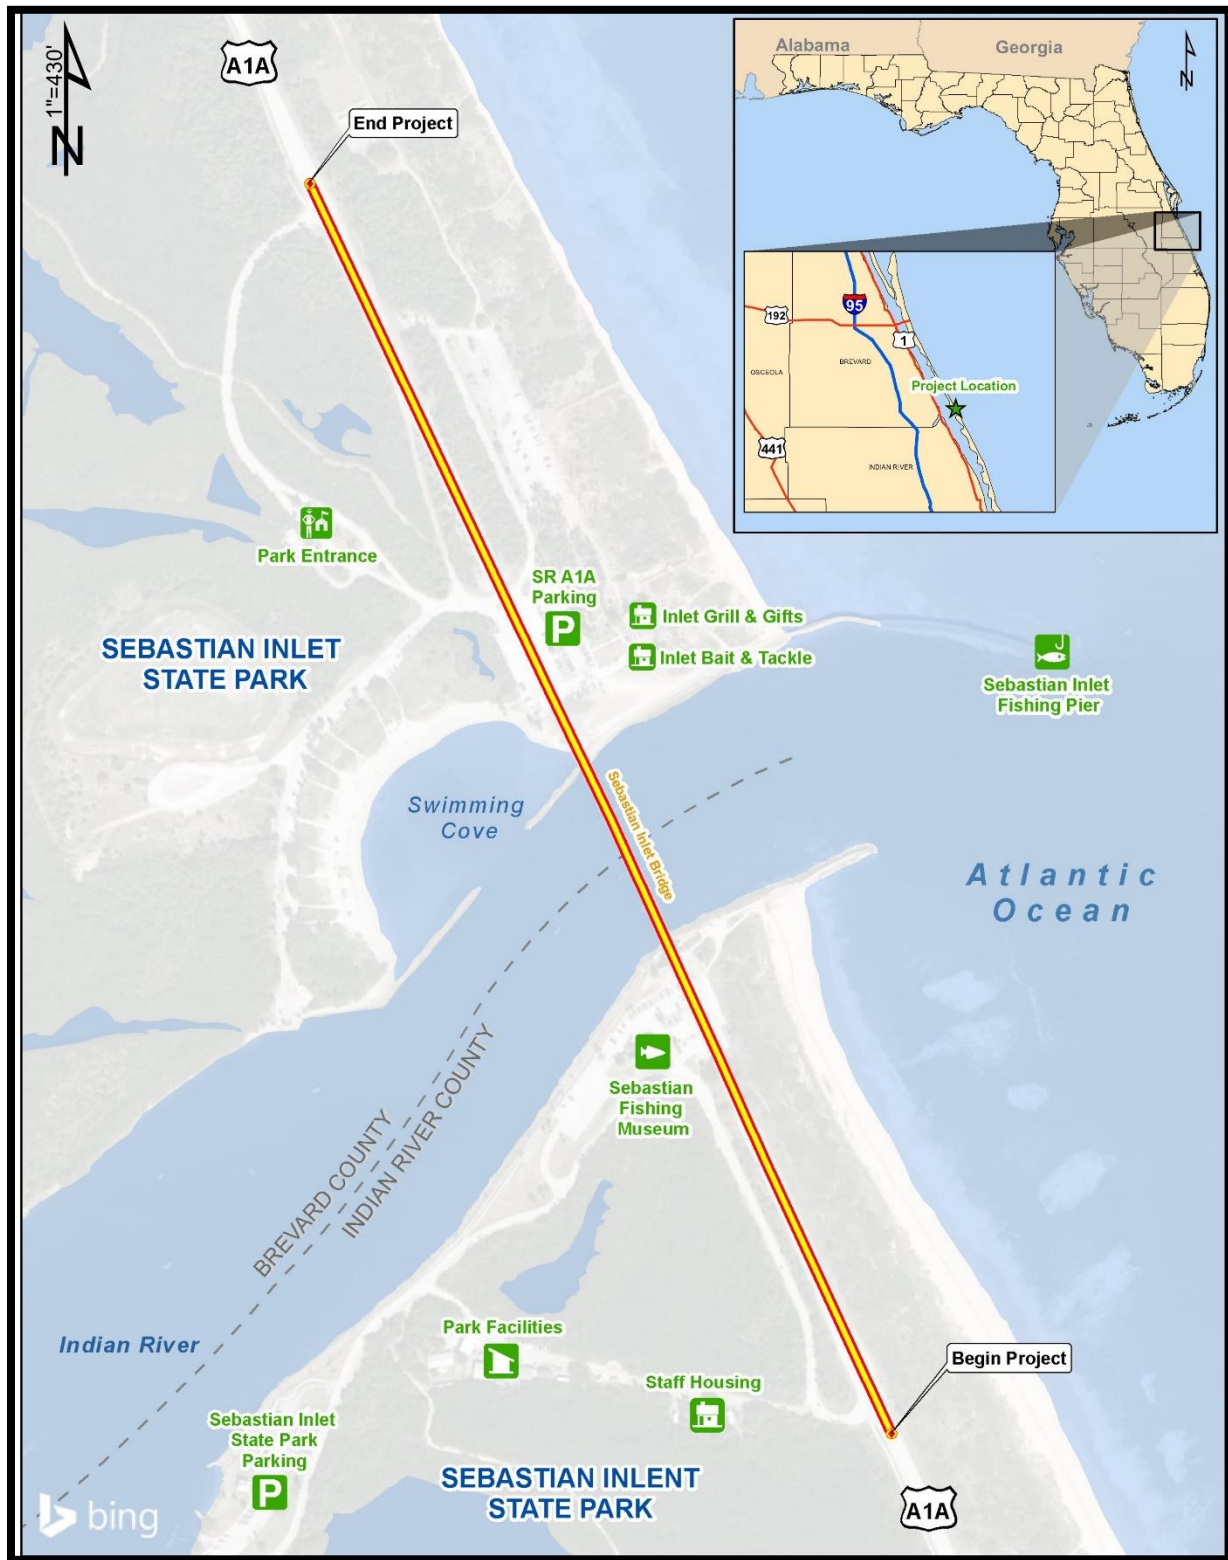 A1A
1"=430'
N
End Project
Alabama
Georgia
N
95
192
1
BREVARD
OSCEOLA
Project Location
441
INDIAN RIVER
Park Entrance
SR A1A
Parking
P
Inlet Grill & Gifts
Inlet Bait & Tackle
SEBASTIAN INLET
STATE PARK
Sebastian Inlet
Fishing Pier
Swimming
Cove
Sebastian Inlet Bridge
Atlantic
Ocean
BREVARD COUNTY
INDIAN RIVER COUNTY
Sebastian
Fishing
Museum
Indian River
Park Facilities
Begin Project
Staff Housing
Sebastian Inlet
State Park
Parking
P
SEBASTIAN INLENT
STATE PARK
A1A
bing